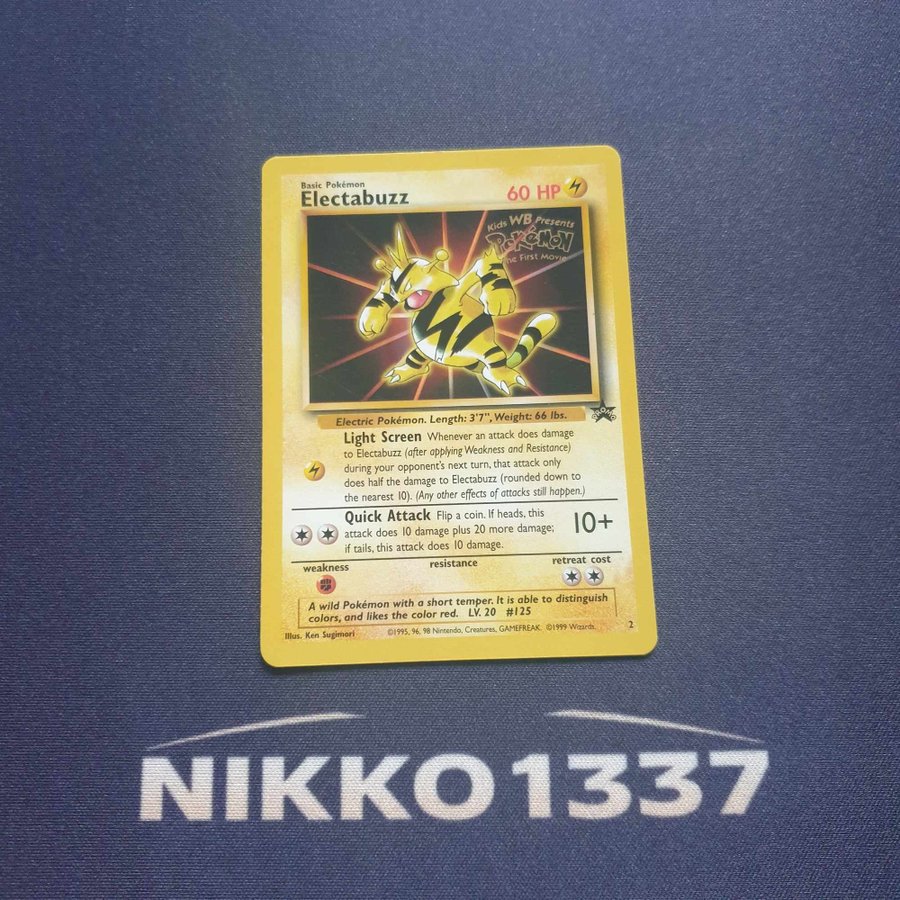 Basic Pokémon
Electabuzz
60 HP
Kids WB Presents
POKéMON
The First Movie
PROMO
Electric Pokémon. Length: 3'7", Weight: 66 lbs.
Light Screen Whenever an attack does damage
to Electabuzz (after applying Weakness and Resistance)
during your opponent's next turn, that attack only
does half the damage to Electabuzz (rounded down to
the nearest 10). (Any other effects of attacks still happen.)
Quick Attack Flip a coin. If heads, this
attack does 10 damage plus 20 more damage;
if tails, this attack does 10 damage.
10+
weakness
resistance
retreat cost
A wild Pokémon with a short temper. It is able to distinguish
colors, and likes the color red. LV. 20 #125
Illus. Ken Sugimori
©1995, 96, 98 Nintendo, Creatures, GAMEFREAK. ©1999 Wizards.
2
NIKKO1337